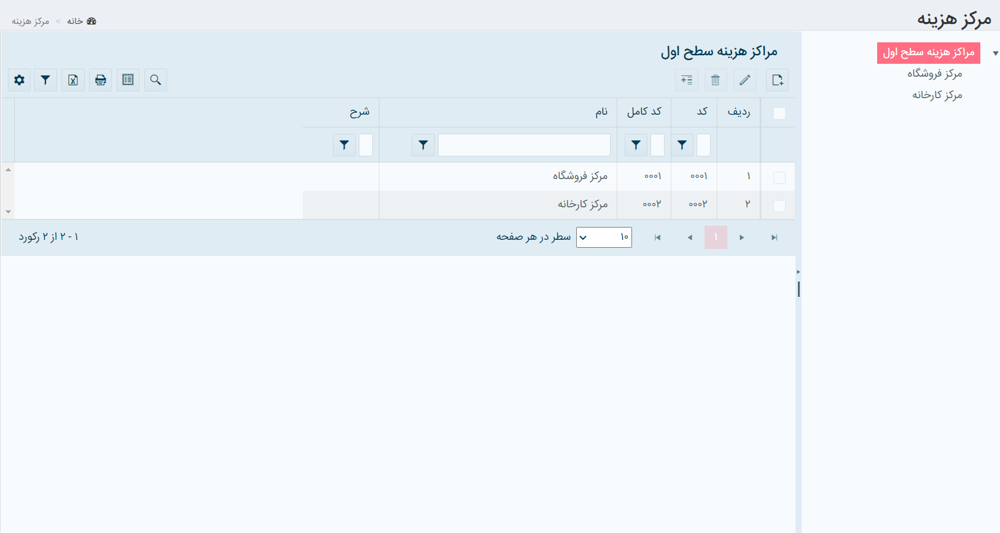 مرکز هزینه
خانه > مرکز هزینه
مراکز هزینه سطح اول
مرکز فروشگاه
مرکز کارخانه
مراکز هزینه سطح اول
ردیف کد کد کامل نام شرح
۱ ۰۰۰۱ ۰۰۰۱ مرکز فروشگاه
۲ ۰۰۰۲ ۰۰۰۲ مرکز کارخانه
۱ ۱۰ سطر در هر صفحه ۱ - ۲ از ۲ رکورد